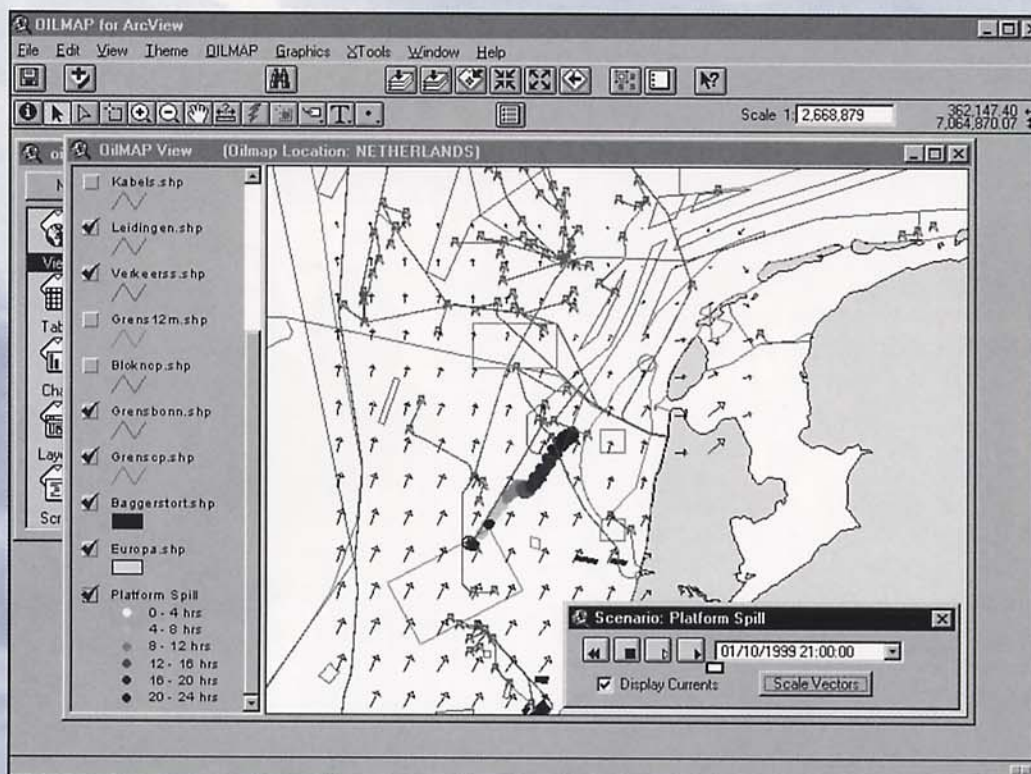 OILMAP for ArcView
File Edit View Theme OILMAP Graphics XTools Window Help
Scale 1: 2,668,879
362,147.40
7,064,870.07
OilMAP View (Oilmap Location: NETHERLANDS)
Kabels.shp
Leidingen.shp
Verkeerss.shp
Grens12m.shp
Bloknop.shp
Grensbonn.shp
Grenscp.shp
Baggerstort.shp
Europa.shp
Platform Spill
0 - 4 hrs
4 - 8 hrs
8 - 12 hrs
12 - 16 hrs
16 - 20 hrs
20 - 24 hrs
Scenario: Platform Spill
01/10/1999 21:00:00
Display Currents
Scale Vectors